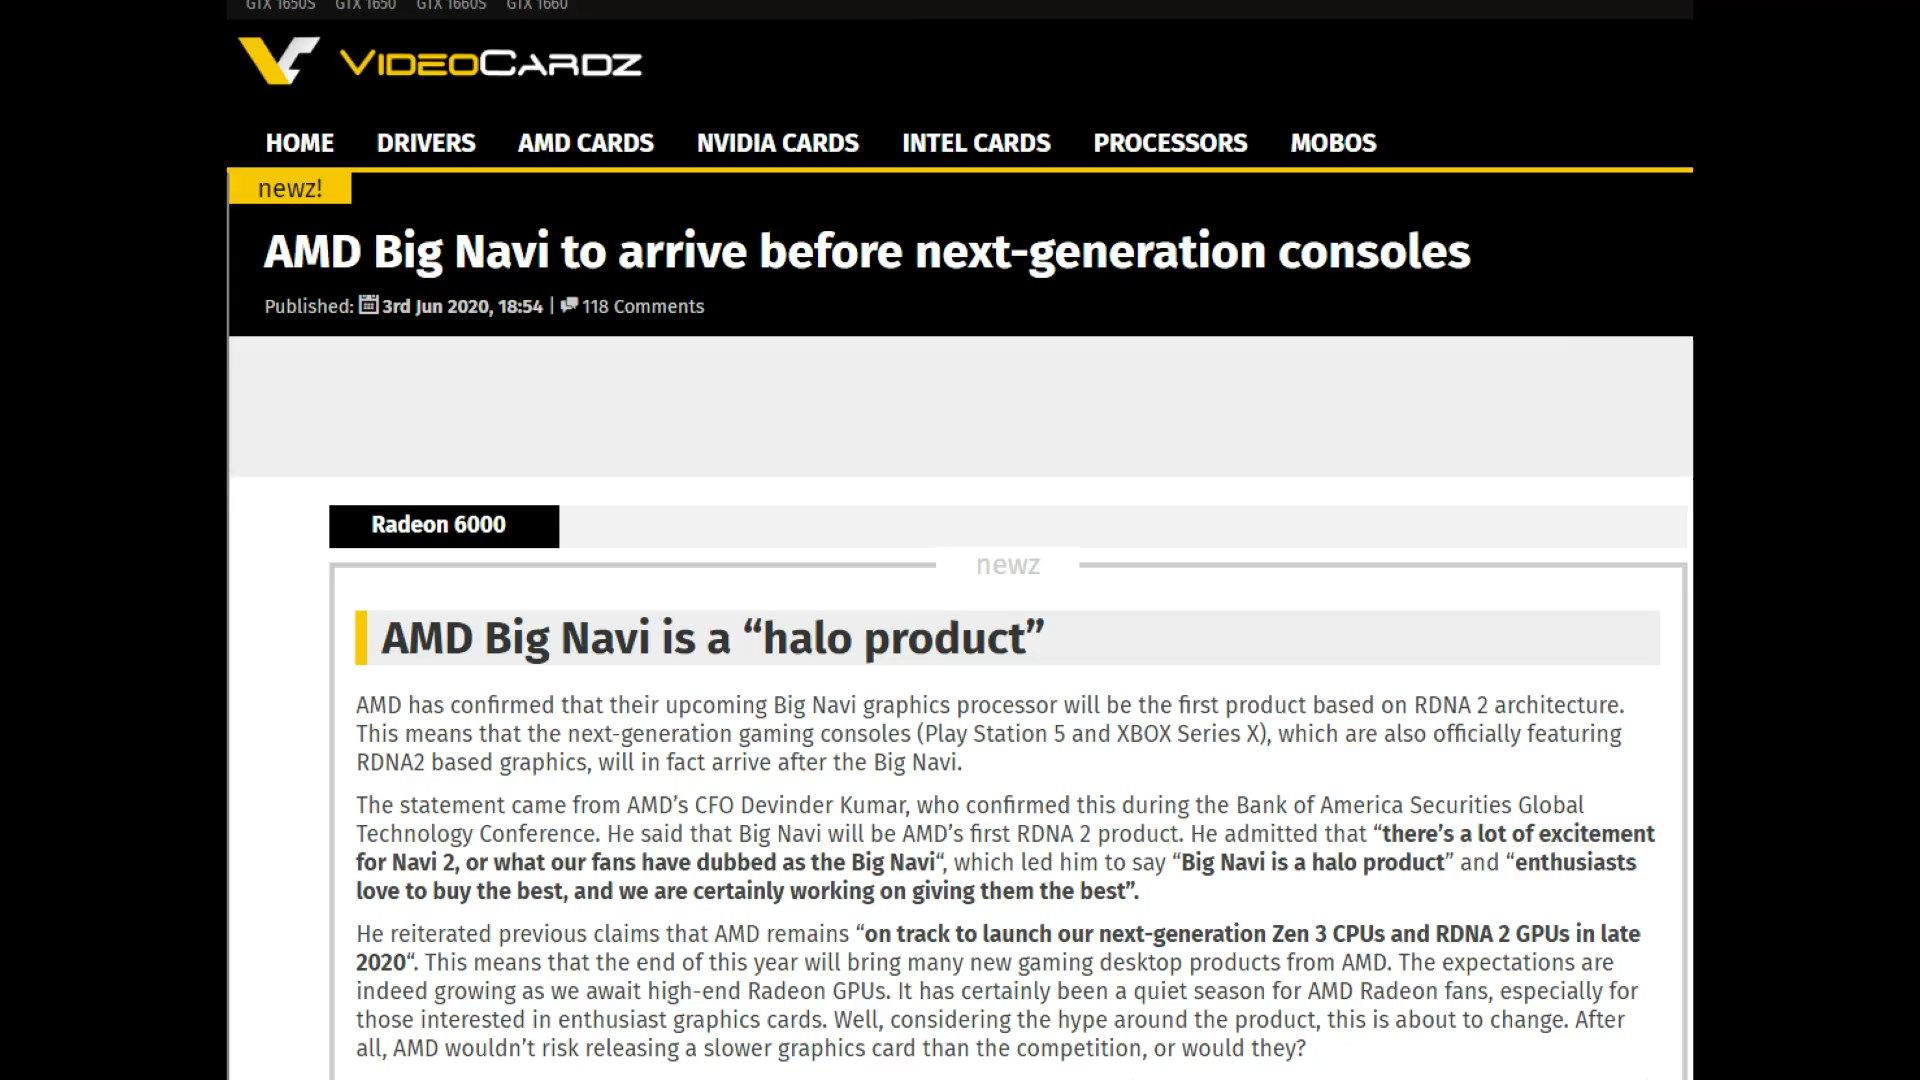 GTX 1650S GTX 1650 GTX 1660S GTX 1660
VIDEOCARDZ
HOME DRIVERS AMD CARDS NVIDIA CARDS INTEL CARDS PROCESSORS MOBOS
newz!
AMD Big Navi to arrive before next-generation consoles
Published: 3rd Jun 2020, 18:54 | 118 Comments
Radeon 6000
newz
AMD Big Navi is a “halo product”
AMD has confirmed that their upcoming Big Navi graphics processor will be the first product based on RDNA 2 architecture.
This means that the next-generation gaming consoles (Play Station 5 and XBOX Series X), which are also officially featuring
RDNA2 based graphics, will in fact arrive after the Big Navi.
The statement came from AMD’s CFO Devinder Kumar, who confirmed this during the Bank of America Securities Global
Technology Conference. He said that Big Navi will be AMD’s first RDNA 2 product. He admitted that “there’s a lot of excitement
for Navi 2, or what our fans have dubbed as the Big Navi“, which led him to say “Big Navi is a halo product” and “enthusiasts
love to buy the best, and we are certainly working on giving them the best”.
He reiterated previous claims that AMD remains “on track to launch our next-generation Zen 3 CPUs and RDNA 2 GPUs in late
2020“. This means that the end of this year will bring many new gaming desktop products from AMD. The expectations are
indeed growing as we await high-end Radeon GPUs. It has certainly been a quiet season for AMD Radeon fans, especially for
those interested in enthusiast graphics cards. Well, considering the hype around the product, this is about to change. After
all, AMD wouldn’t risk releasing a slower graphics card than the competition, or would they?